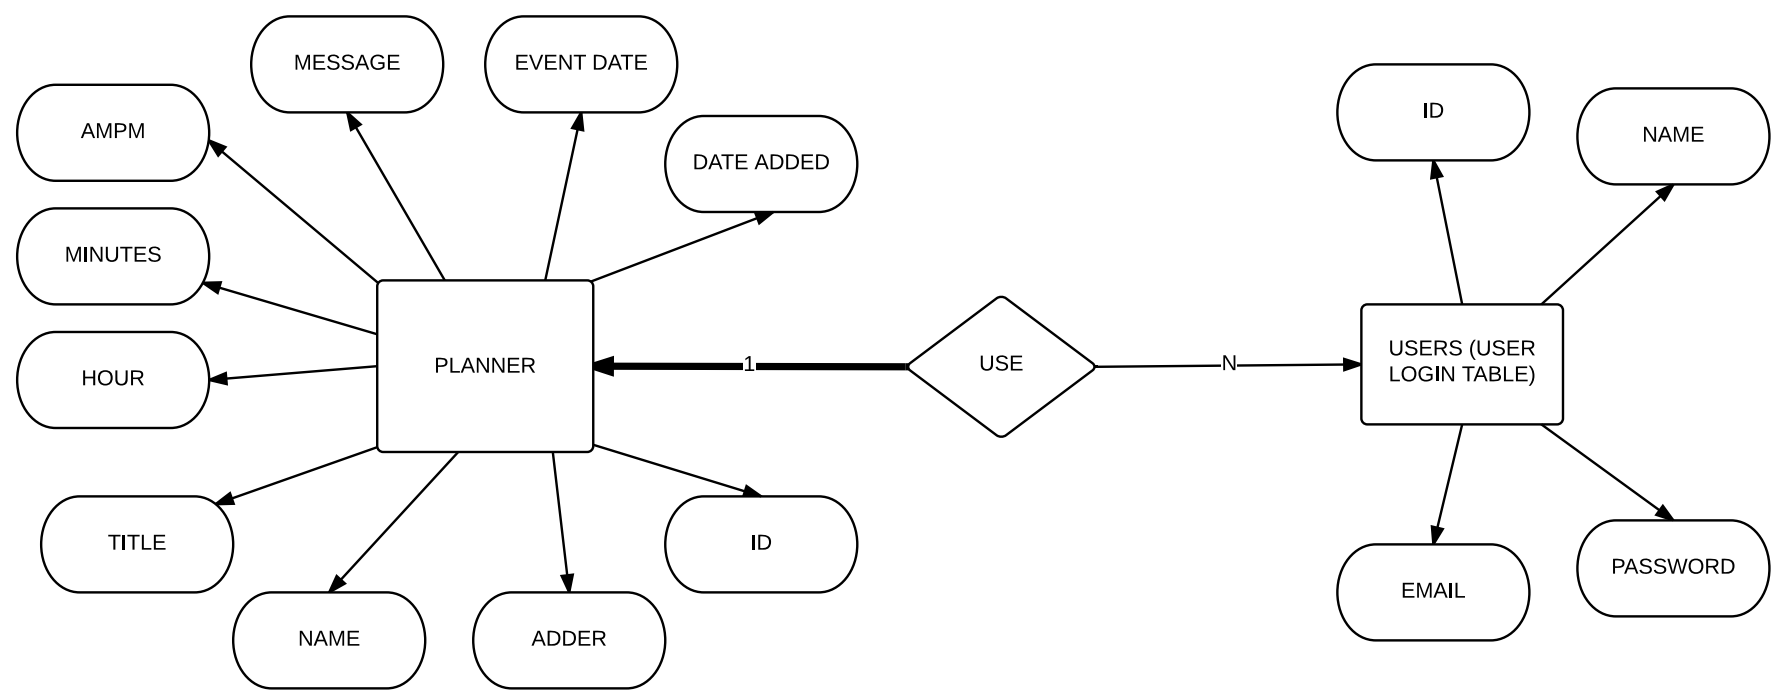 MESSAGE
EVENT DATE
AMPM
DATE ADDED
MINUTES
HOUR
PLANNER
1
USE
N
ID
NAME
USERS (USER
LOGIN TABLE)
TITLE
NAME
ADDER
ID
EMAIL
PASSWORD